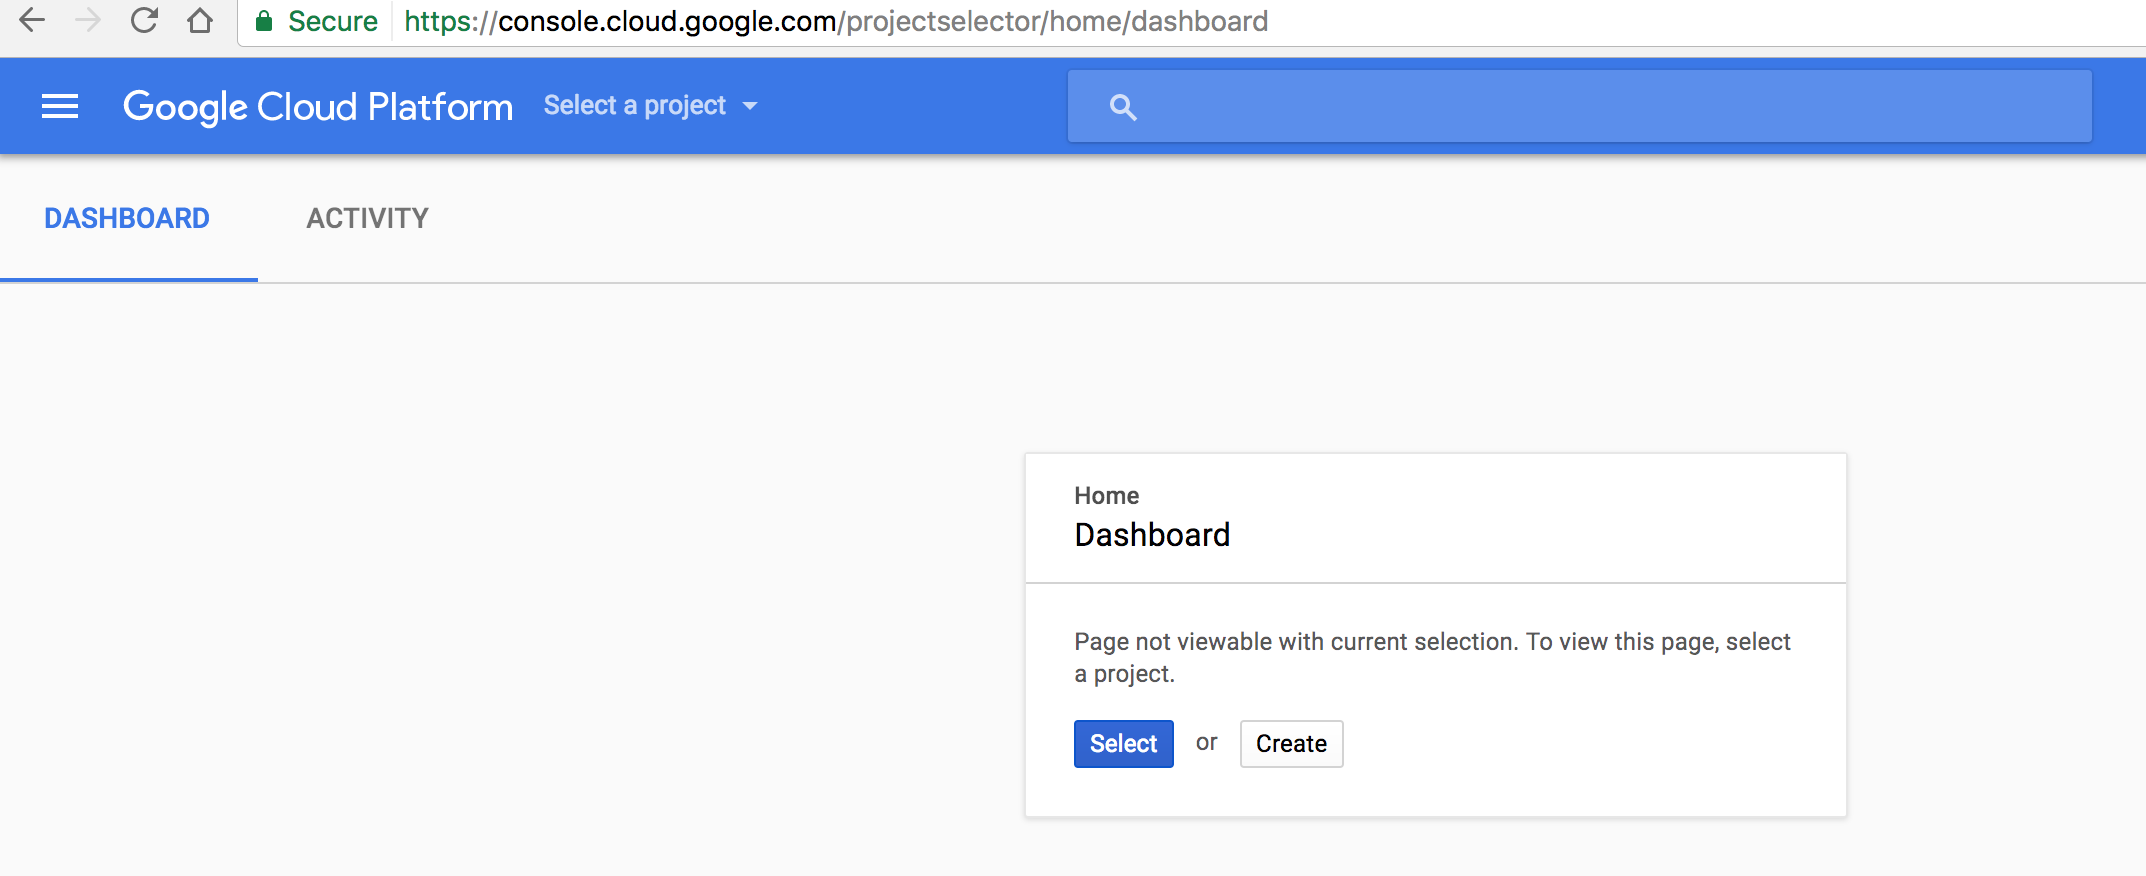 Secure https://console.cloud.google.com/projectselector/home/dashboard
Google Cloud Platform Select a project
DASHBOARD ACTIVITY
Home
Dashboard
Page not viewable with current selection. To view this page, select
a project.
Select or Create